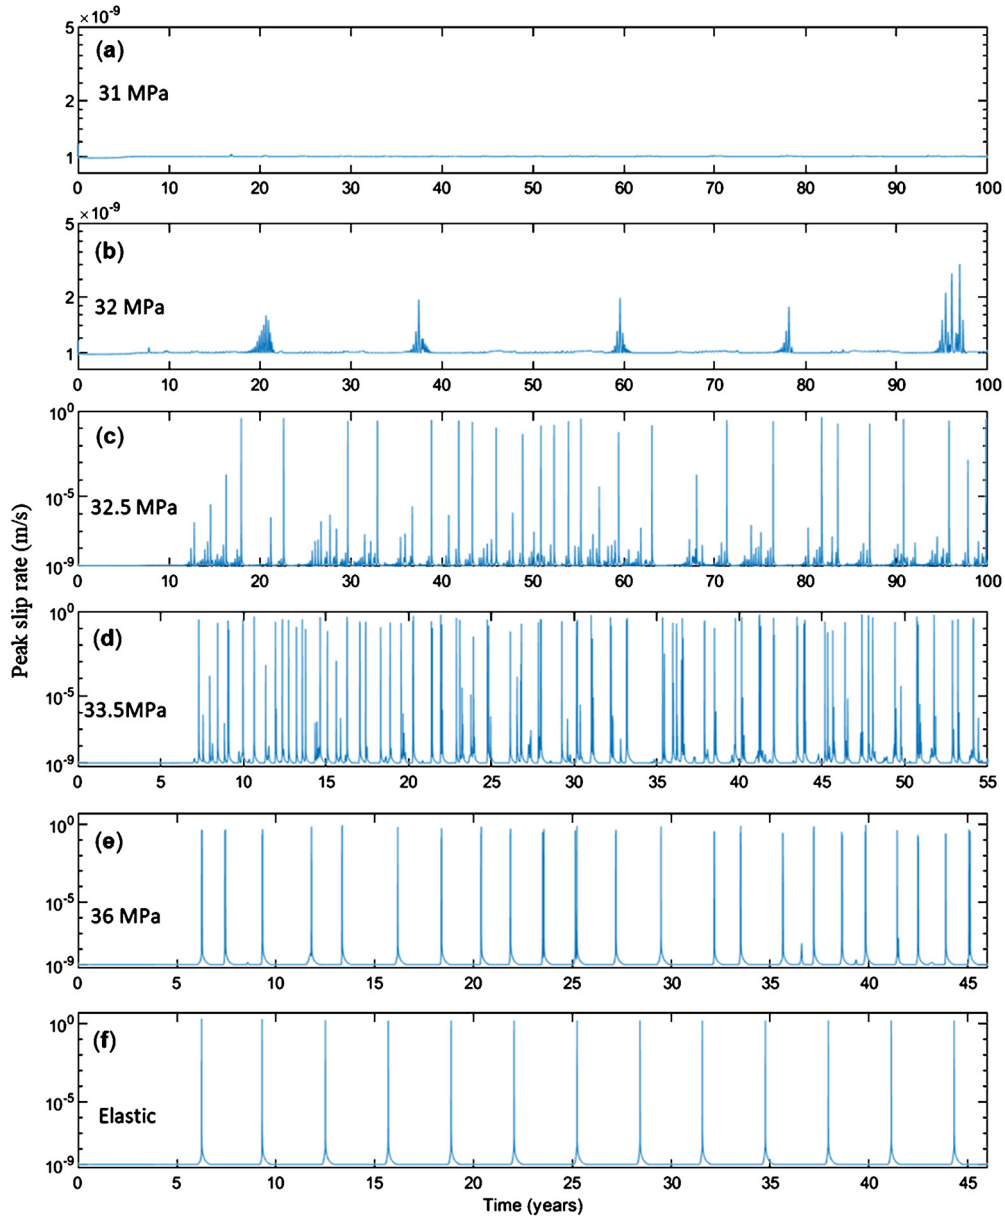 ×10⁻⁹
5
(a)
31 MPa
2
1
0 10 20 30 40 50 60 70 80 90 100
×10⁻⁹
5
(b)
32 MPa
2
1
0 10 20 30 40 50 60 70 80 90 100
10⁰
(c)
10⁻⁵
32.5 MPa
10⁻⁹
0 10 20 30 40 50 60 70 80 90 100
Peak slip rate (m/s)
10⁰
(d)
10⁻⁵
33.5MPa
10⁻⁹
0 5 10 15 20 25 30 35 40 45 50 55
10⁰
(e)
10⁻⁵
36 MPa
10⁻⁹
0 5 10 15 20 25 30 35 40 45
10⁰
(f)
10⁻⁵
Elastic
10⁻⁹
0 5 10 15 20 25 30 35 40 45
Time (years)